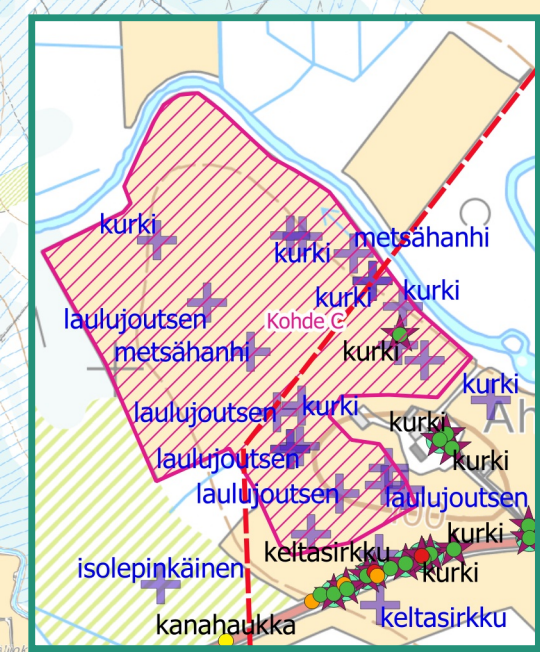 kurki
metsähanhi
kurki
kurki
kurki
laulujoutsen
Kohde C
metsähanhi
kurki
kurki
laulujoutsen
kurki
kurki
Äh
laulujoutsen
kurki
laulujoutsen
laulujoutsen
kurki
keltasirkku
isolepinkäinen
kurki
kanahaukka
keltasirkku